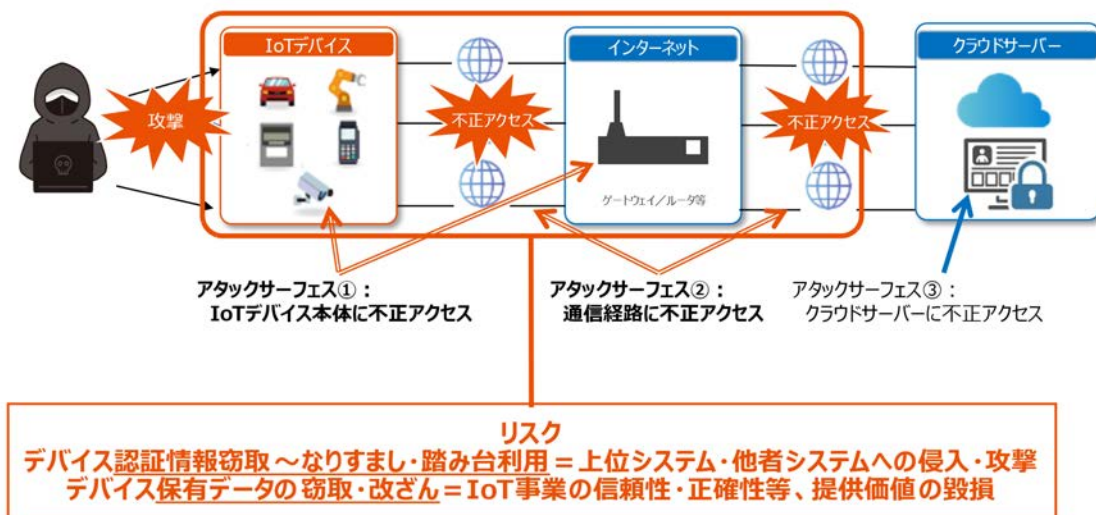 IoTデバイス
インターネット
クラウドサーバー
攻撃
不正アクセス
不正アクセス
ゲートウェイ／ルータ等
アタックサーフェス①：
IoTデバイス本体に不正アクセス
アタックサーフェス②：
通信経路に不正アクセス
アタックサーフェス③：
クラウドサーバーに不正アクセス
リスク
デバイス認証情報窃取～なりすまし・踏み台利用＝上位システム・他者システムへの侵入・攻撃
デバイス保有データの窃取・改ざん＝IoT事業の信頼性・正確性等、提供価値の毀損